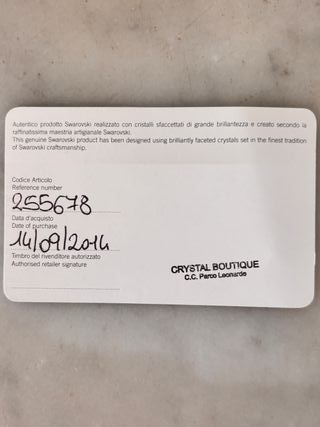 Autentico prodotto Swarovski realizzato con cristalli sfaccettati di grande brillantezza e creato secondo la
raffinatissima maestria artigianale Swarovski.
This genuine Swarovski product has been designed using brilliantly faceted crystals set in the finest tradition
of Swarovski craftsmanship.
Codice Articolo
Reference number
255678
Data d'acquisto
Date of purchase
14/09/2014
Timbro del rivenditore autorizzato
Authorised retailer signature
CRYSTAL BOUTIQUE
C.C. Parco Leonardo